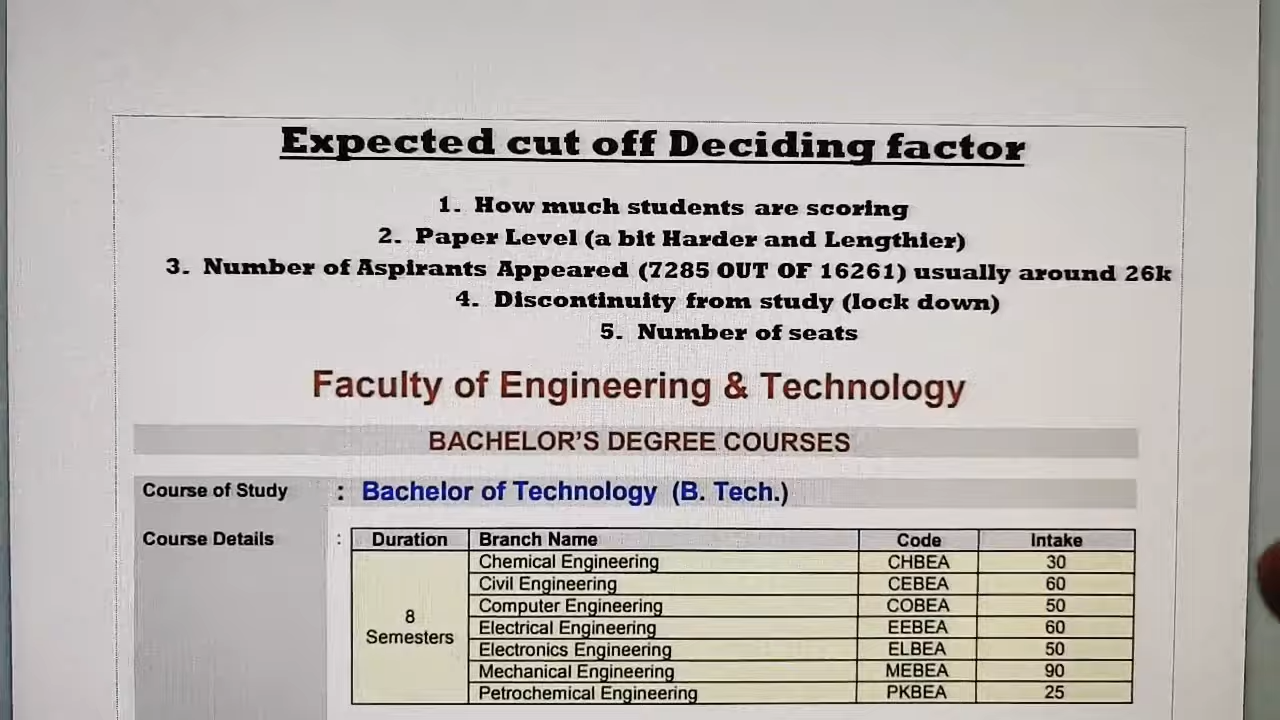 Expected cut off Deciding factor
1. How much students are scoring
2. Paper Level (a bit Harder and Lengthier)
3. Number of Aspirants Appeared (7285 OUT OF 16261) usually around 26k
4. Discontinuity from study (lock down)
5. Number of seats
Faculty of Engineering & Technology
BACHELOR'S DEGREE COURSES
Course of Study : Bachelor of Technology (B. Tech.)
Course Details : Duration Branch Name Code Intake
8 Semesters
Chemical Engineering CHBEA 30
Civil Engineering CEBEA 60
Computer Engineering COBEA 50
Electrical Engineering EEBEA 60
Electronics Engineering ELBEA 50
Mechanical Engineering MEBEA 90
Petrochemical Engineering PKBEA 25